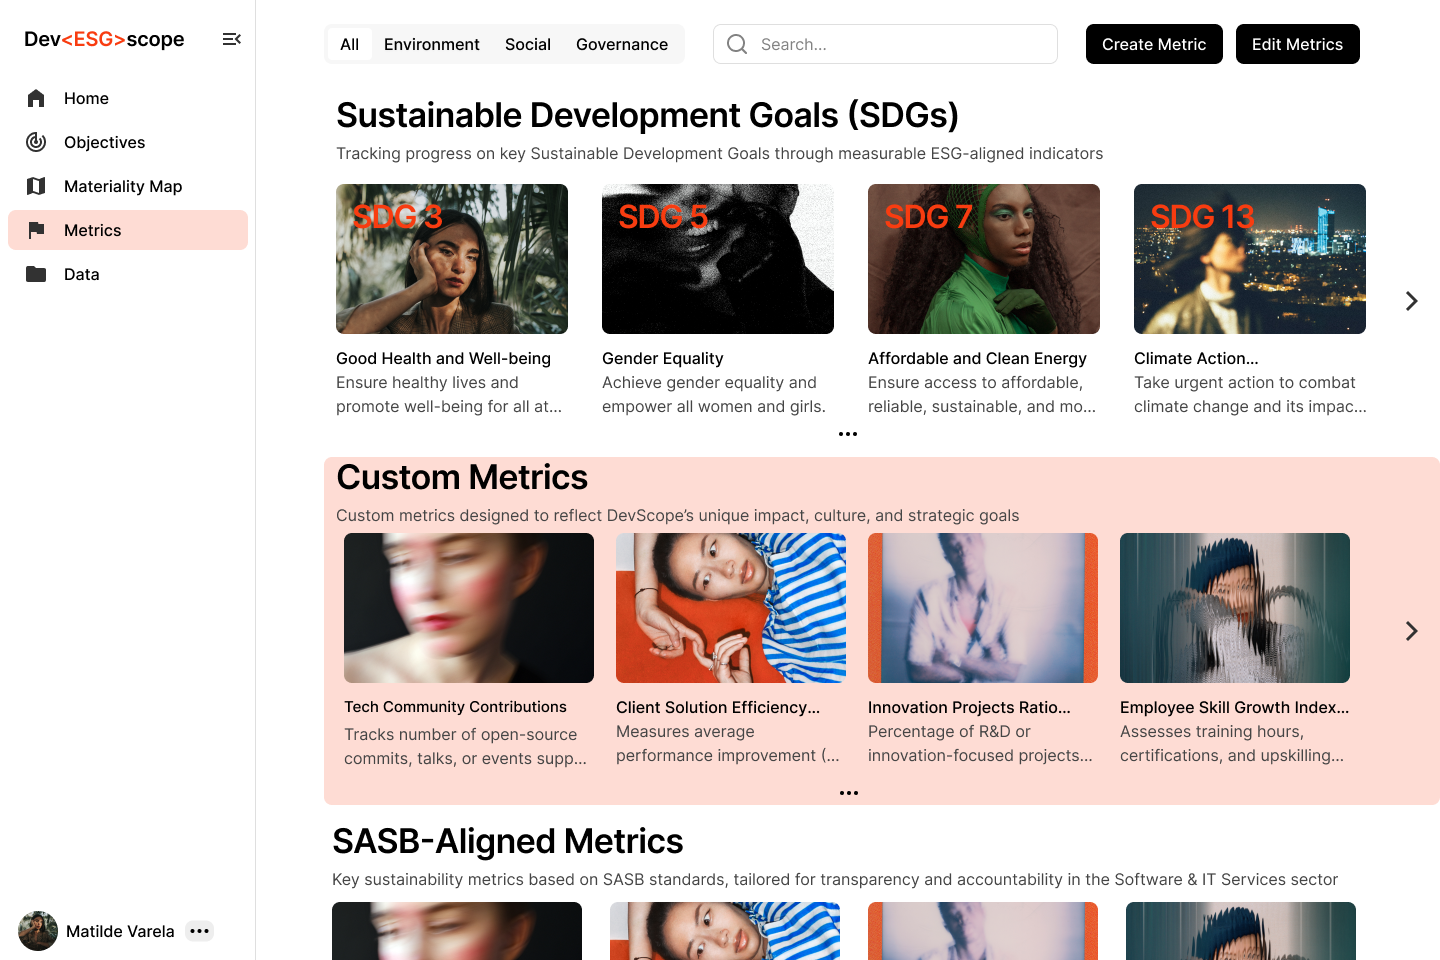 Dev<ESG>scope
Home
Objectives
Materiality Map
Metrics
Data
Matilde Varela
All Environment Social Governance
Search...
Create Metric
Edit Metrics
Sustainable Development Goals (SDGs)
Tracking progress on key Sustainable Development Goals through measurable ESG-aligned indicators
SDG 3
Good Health and Well-being
Ensure healthy lives and
promote well-being for all at...
SDG 5
Gender Equality
Achieve gender equality and
empower all women and girls.
SDG 7
Affordable and Clean Energy
Ensure access to affordable,
reliable, sustainable, and mo...
SDG 13
Climate Action...
Take urgent action to combat
climate change and its impac...
Custom Metrics
Custom metrics designed to reflect DevScope’s unique impact, culture, and strategic goals
Tech Community Contributions
Tracks number of open-source
commits, talks, or events supp...
Client Solution Efficiency...
Measures average
performance improvement (...
Innovation Projects Ratio...
Percentage of R&D or
innovation-focused projects...
Employee Skill Growth Index...
Assesses training hours,
certifications, and upskilling...
SASB-Aligned Metrics
Key sustainability metrics based on SASB standards, tailored for transparency and accountability in the Software & IT Services sector